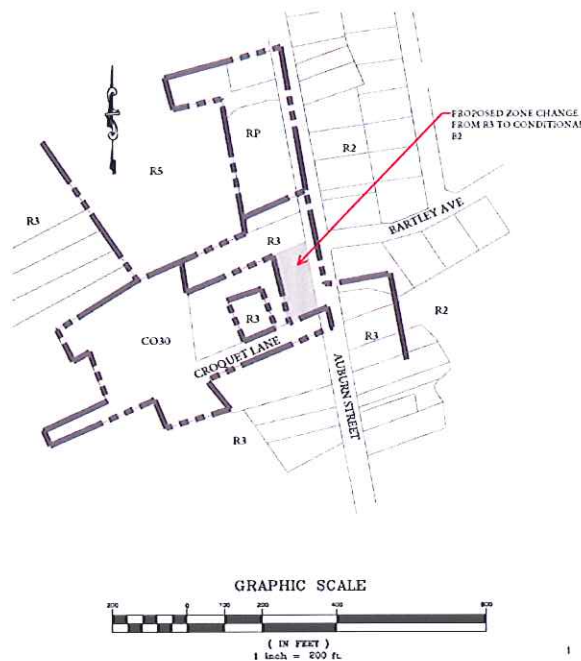 PROPOSED ZONE CHANGE
FROM R3 TO CONDITIONAL
R2
RP
R2
R5
R3
BARTLEY AVE
R3
R3
R2
R3
CO30
CROQUET LANE
AUBURN STREET
R3
GRAPHIC SCALE
200 0 100 200 400 800
( IN FEET )
1 inch = 200 ft.
1